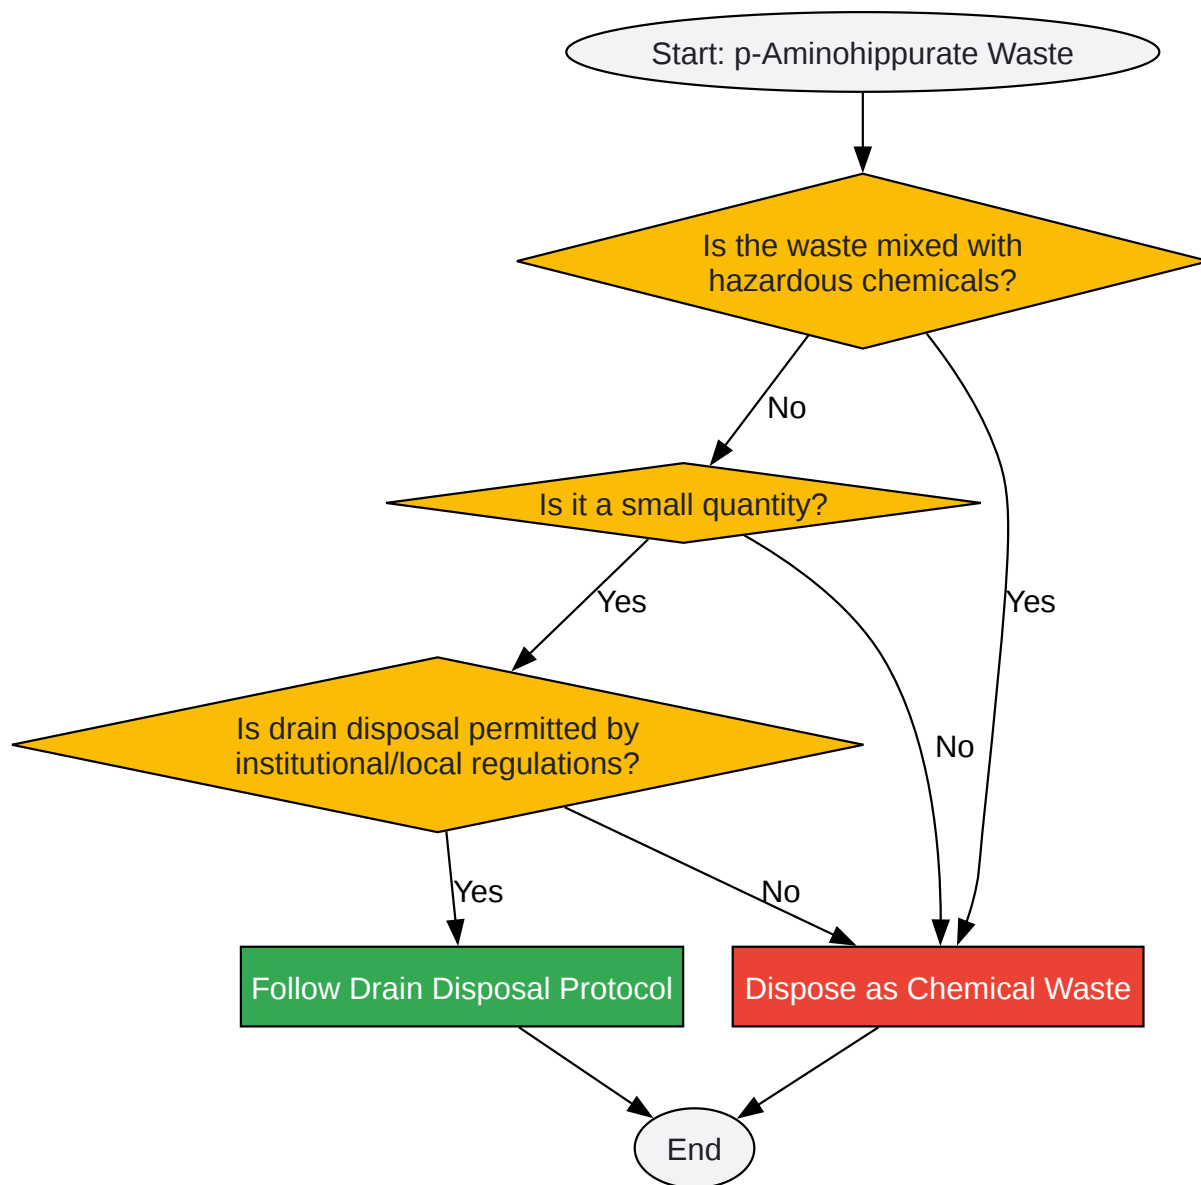 Start: p-Aminohippurate Waste
Is the waste mixed with
hazardous chemicals?
No
Is it a small quantity?
Yes
Yes
Is drain disposal permitted by
institutional/local regulations?
No
Yes
No
Follow Drain Disposal Protocol
Dispose as Chemical Waste
End